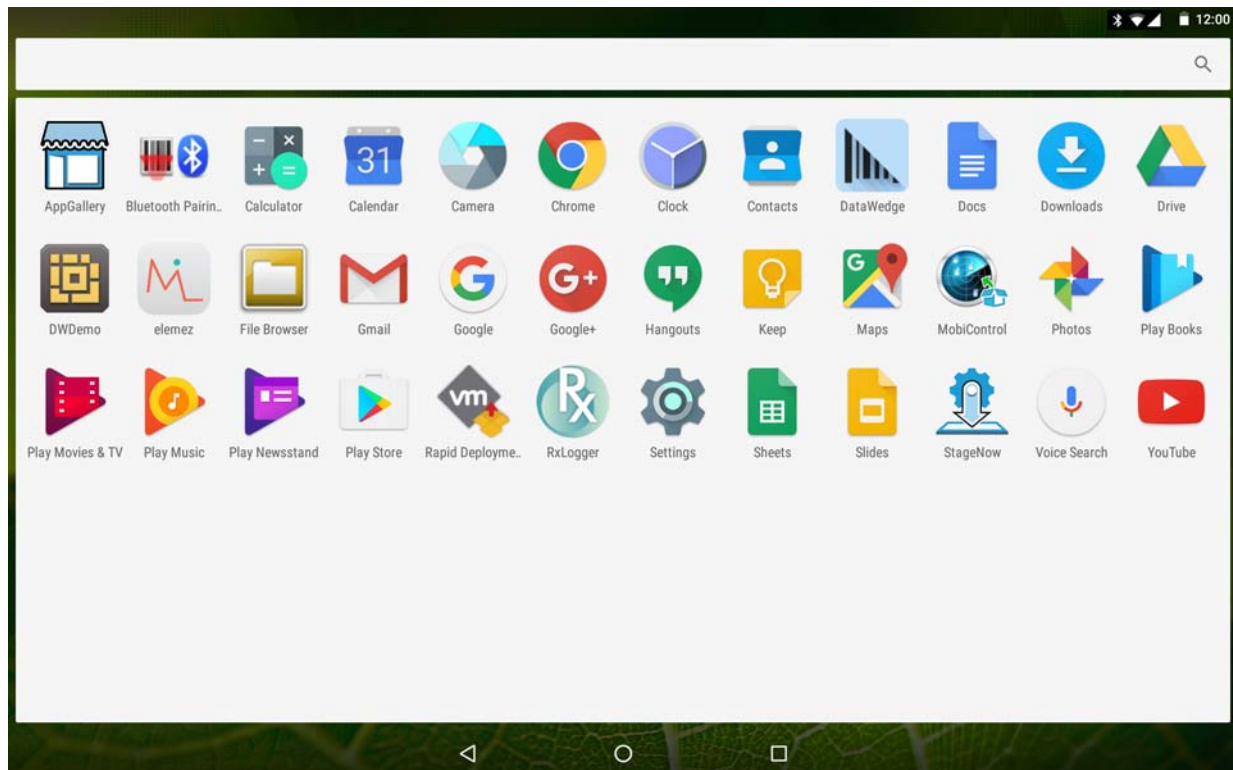 12:00
AppGallery Bluetooth Pairin.. Calculator Calendar Camera Chrome Clock Contacts DataWedge Docs Downloads Drive
31
DWDemo elemez File Browser Gmail Google Google+ Hangouts Keep Maps MobiControl Photos Play Books
G+
G
vm
Rx
Play Movies & TV Play Music Play Newsstand Play Store Rapid Deployme.. RxLogger Settings Sheets Slides StageNow Voice Search YouTube